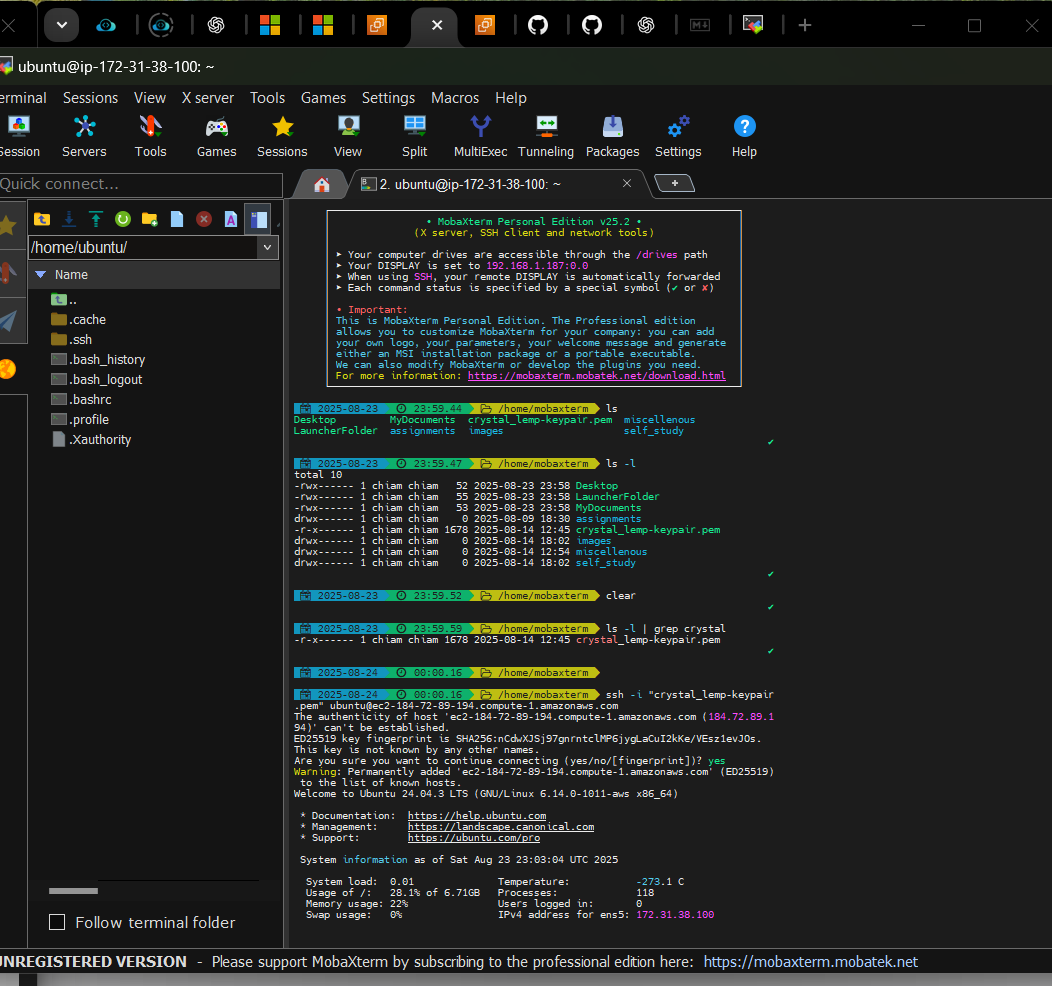 ubuntu@ip-172-31-38-100: ~
erminal Sessions View X server Tools Games Settings Macros Help
Session Servers Tools Games Sessions View Split MultiExec Tunneling Packages Settings Help
Quick connect...
2. ubuntu@ip-172-31-38-100: ~
/home/ubuntu/
Name
..
.cache
.ssh
.bash_history
.bash_logout
.bashrc
.profile
.Xauthority
Follow terminal folder
• MobaXterm Personal Edition v25.2 •
(X server, SSH client and network tools)
➤ Your computer drives are accessible through the /drives path
➤ Your DISPLAY is set to 192.168.1.187:0.0
➤ When using SSH, your remote DISPLAY is automatically forwarded
➤ Each command status is specified by a special symbol (✔ or ✘)
• Important:
This is MobaXterm Personal Edition. The Professional edition
allows you to customize MobaXterm for your company: you can add
your own logo, your parameters, your welcome message and generate
either an MSI installation package or a portable executable.
We can also modify MobaXterm or develop the plugins you need.
For more information: https://mobaxterm.mobatek.net/download.html
2025-08-23 23:59.44 /home/mobaxterm ls
Desktop MyDocuments crystal_lemp-keypair.pem miscellenous
LauncherFolder assignments images self_study
✔
2025-08-23 23:59.47 /home/mobaxterm ls -l
total 10
-rwx------ 1 chiam chiam 52 2025-08-23 23:58 Desktop
-rwx------ 1 chiam chiam 55 2025-08-23 23:58 LauncherFolder
-rwx------ 1 chiam chiam 53 2025-08-23 23:58 MyDocuments
drwx------ 1 chiam chiam 0 2025-08-09 18:30 assignments
-r-x------ 1 chiam chiam 1678 2025-08-14 12:45 crystal_lemp-keypair.pem
drwx------ 1 chiam chiam 0 2025-08-14 18:02 images
drwx------ 1 chiam chiam 0 2025-08-14 12:54 miscellenous
drwx------ 1 chiam chiam 0 2025-08-14 18:02 self_study
✔
2025-08-23 23:59.52 /home/mobaxterm clear
✔
2025-08-23 23:59.59 /home/mobaxterm ls -l | grep crystal
-r-x------ 1 chiam chiam 1678 2025-08-14 12:45 crystal_lemp-keypair.pem
✔
2025-08-24 00:00.16 /home/mobaxterm
2025-08-24 00:00.16 /home/mobaxterm ssh -i "crystal_lemp-keypair
.pem" ubuntu@ec2-184-72-89-194.compute-1.amazonaws.com
The authenticity of host 'ec2-184-72-89-194.compute-1.amazonaws.com (184.72.89.1
94)' can't be established.
ED25519 key fingerprint is SHA256:nCdwXJSj97gnrntclMP6jygLaCuI2kKe/VEsz1evJOs.
This key is not known by any other names.
Are you sure you want to continue connecting (yes/no/[fingerprint])? yes
Warning: Permanently added 'ec2-184-72-89-194.compute-1.amazonaws.com' (ED25519)
to the list of known hosts.
Welcome to Ubuntu 24.04.3 LTS (GNU/Linux 6.14.0-1011-aws x86_64)
* Documentation: https://help.ubuntu.com
* Management: https://landscape.canonical.com
* Support: https://ubuntu.com/pro
System information as of Sat Aug 23 23:03:04 UTC 2025
System load: 0.01 Temperature: -273.1 C
Usage of /: 28.1% of 6.71GB Processes: 118
Memory usage: 22% Users logged in: 0
Swap usage: 0% IPv4 address for ens5: 172.31.38.100
UNREGISTERED VERSION - Please support MobaXterm by subscribing to the professional edition here: https://mobaxterm.mobatek.net